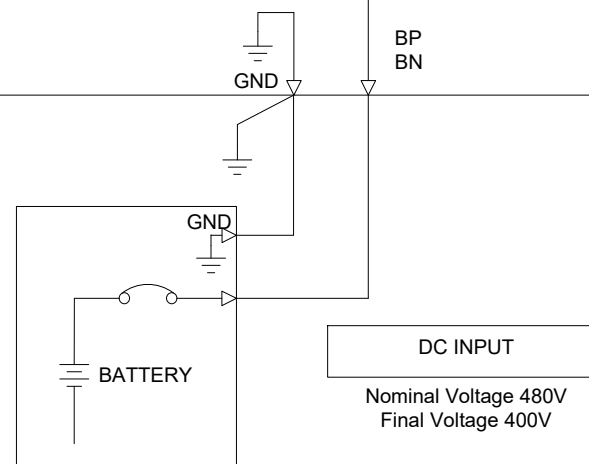 BP
BN
GND
GND
DC INPUT
BATTERY
Nominal Voltage 480V
Final Voltage 400V